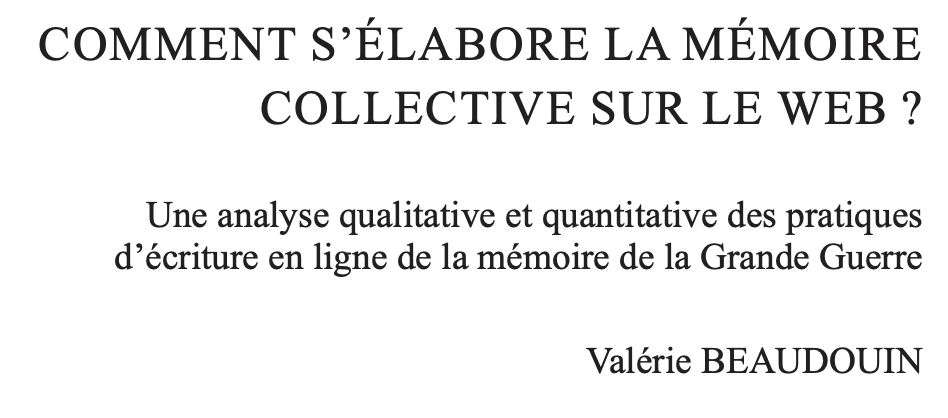 COMMENT S’ÉLABORE LA MÉMOIRE
COLLECTIVE SUR LE WEB ?
Une analyse qualitative et quantitative des pratiques
d’écriture en ligne de la mémoire de la Grande Guerre
Valérie BEAUDOUIN